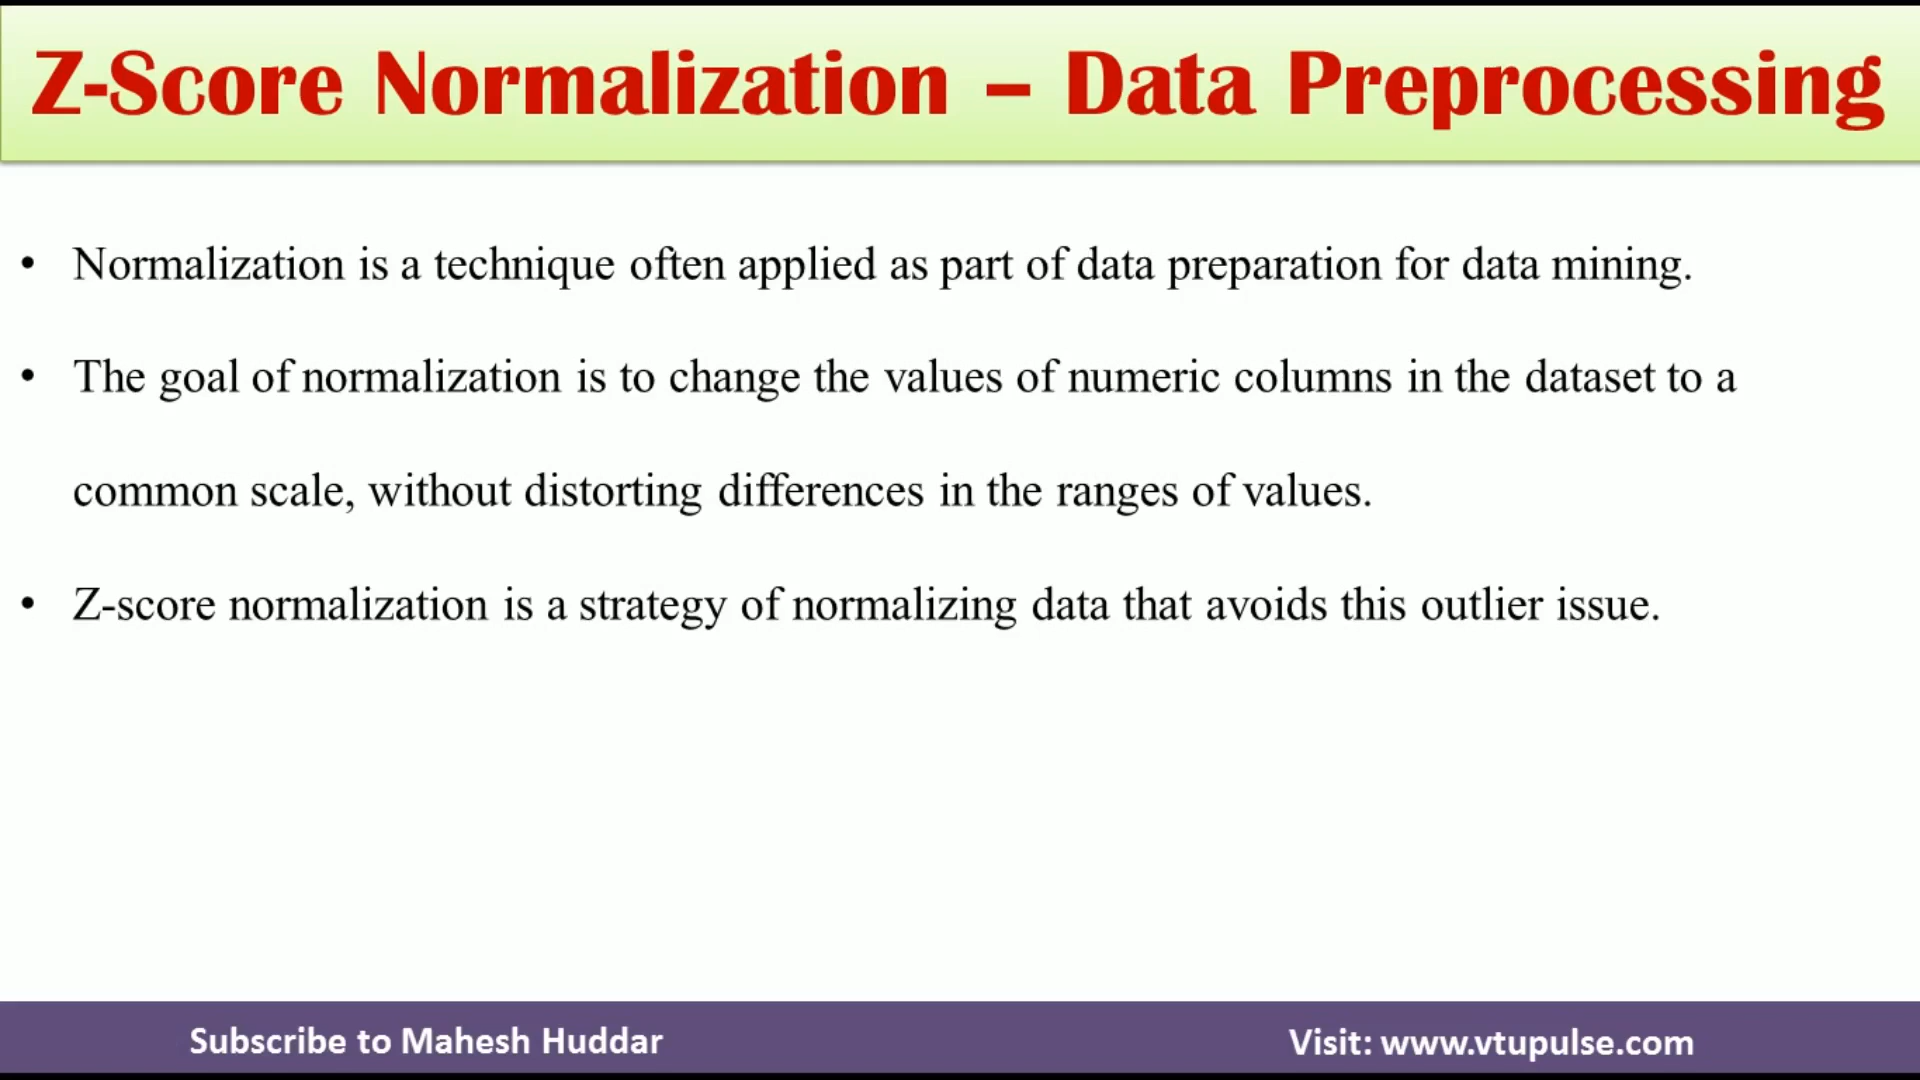 Z-Score Normalization – Data Preprocessing
• Normalization is a technique often applied as part of data preparation for data mining.
• The goal of normalization is to change the values of numeric columns in the dataset to a
common scale, without distorting differences in the ranges of values.
• Z-score normalization is a strategy of normalizing data that avoids this outlier issue.
Subscribe to Mahesh Huddar
Visit: www.vtupulse.com